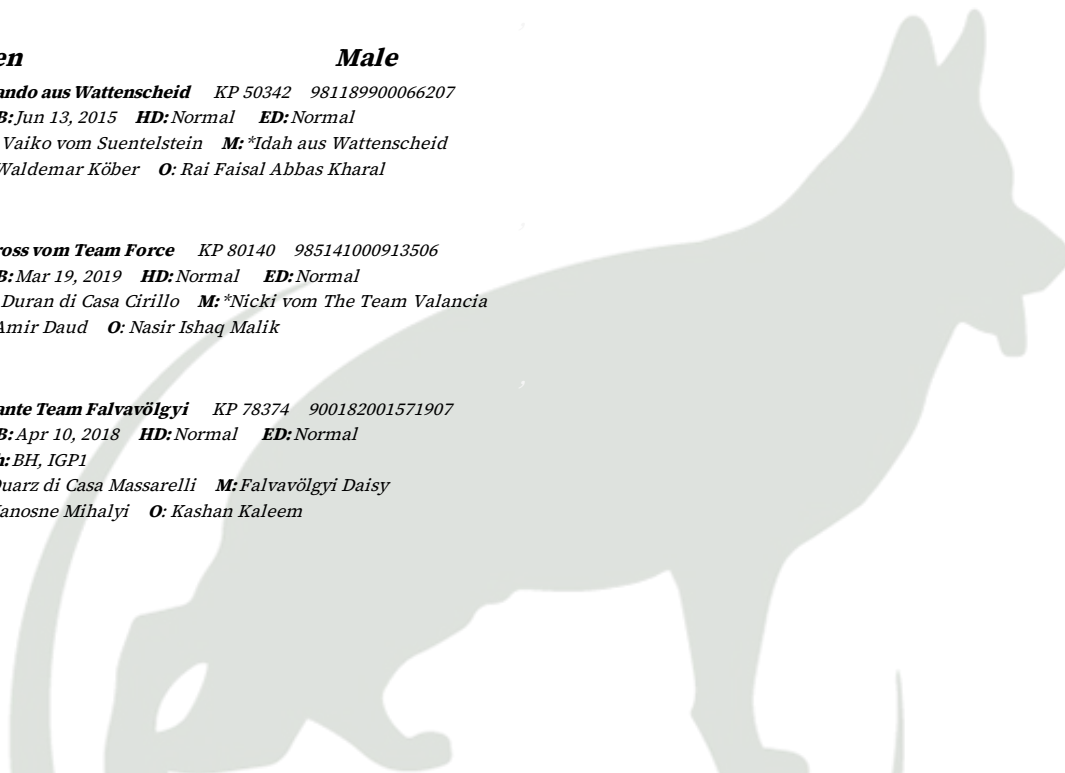 en Male
ando aus Wattenscheid KP 50342 981189900066207
B: Jun 13, 2015 HD: Normal ED: Normal
Vaiko vom Suentelstein M: *Idah aus Wattenscheid
Waldemar Köber O: Rai Faisal Abbas Kharal
ross vom Team Force KP 80140 985141000913506
B: Mar 19, 2019 HD: Normal ED: Normal
Duran di Casa Cirillo M: *Nicki vom The Team Valancia
Amir Daud O: Nasir Ishaq Malik
ante Team Falvavölgyi KP 78374 900182001571907
B: Apr 10, 2018 HD: Normal ED: Normal
h: BH, IGP1
Quarz di Casa Massarelli M: Falvavölgyi Daisy
anosne Mihalyi O: Kashan Kaleem